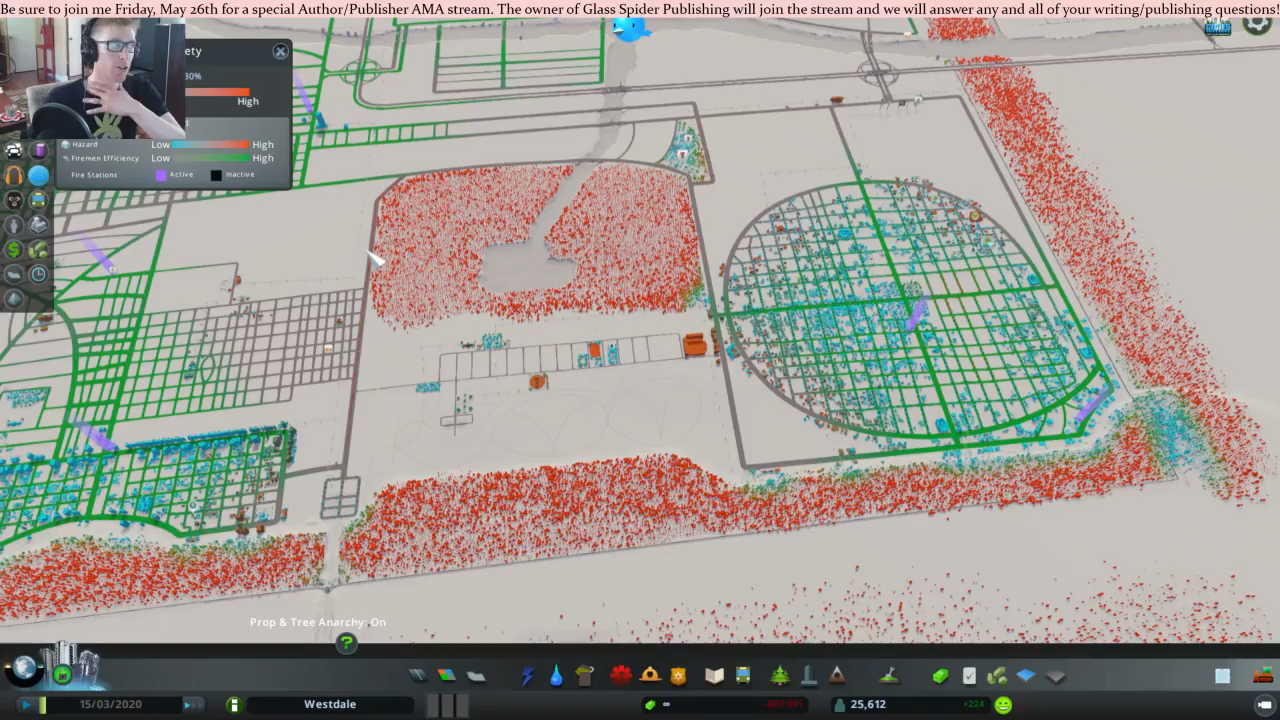 Be sure to join me Friday, May 26th for a special Author/Publisher AMA stream. The owner of Glass Spider Publishing will join the stream and we will answer any and all of your writing/publishing questions!
ety
High
Hazard Low High
Firemen Efficiency Low High
Fire Stations Active Inactive
Prop & Tree Anarchy: On
?
15/03/2020 Westdale ∞ 25,612 +224